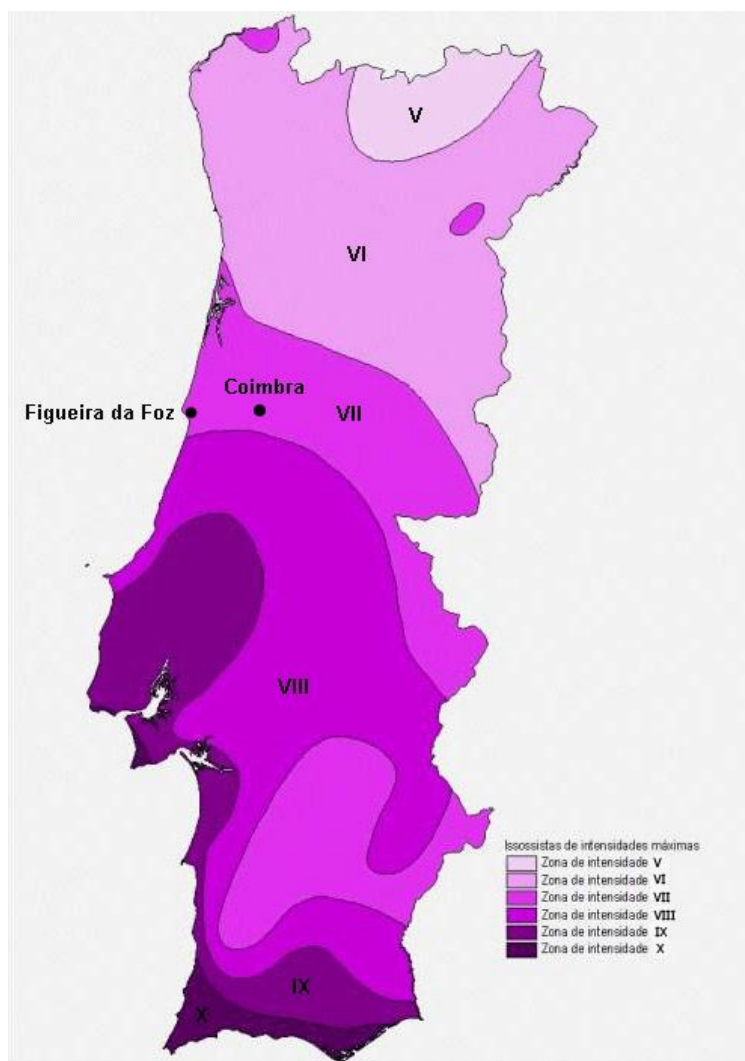 V
VI
Coimbra
Figueira da Foz
VII
VIII
Issossistas de intensidades máximas
Zona de intensidade V
Zona de intensidade VI
Zona de intensidade VII
Zona de intensidade VIII
Zona de intensidade IX
Zona de intensidade X
IX
X